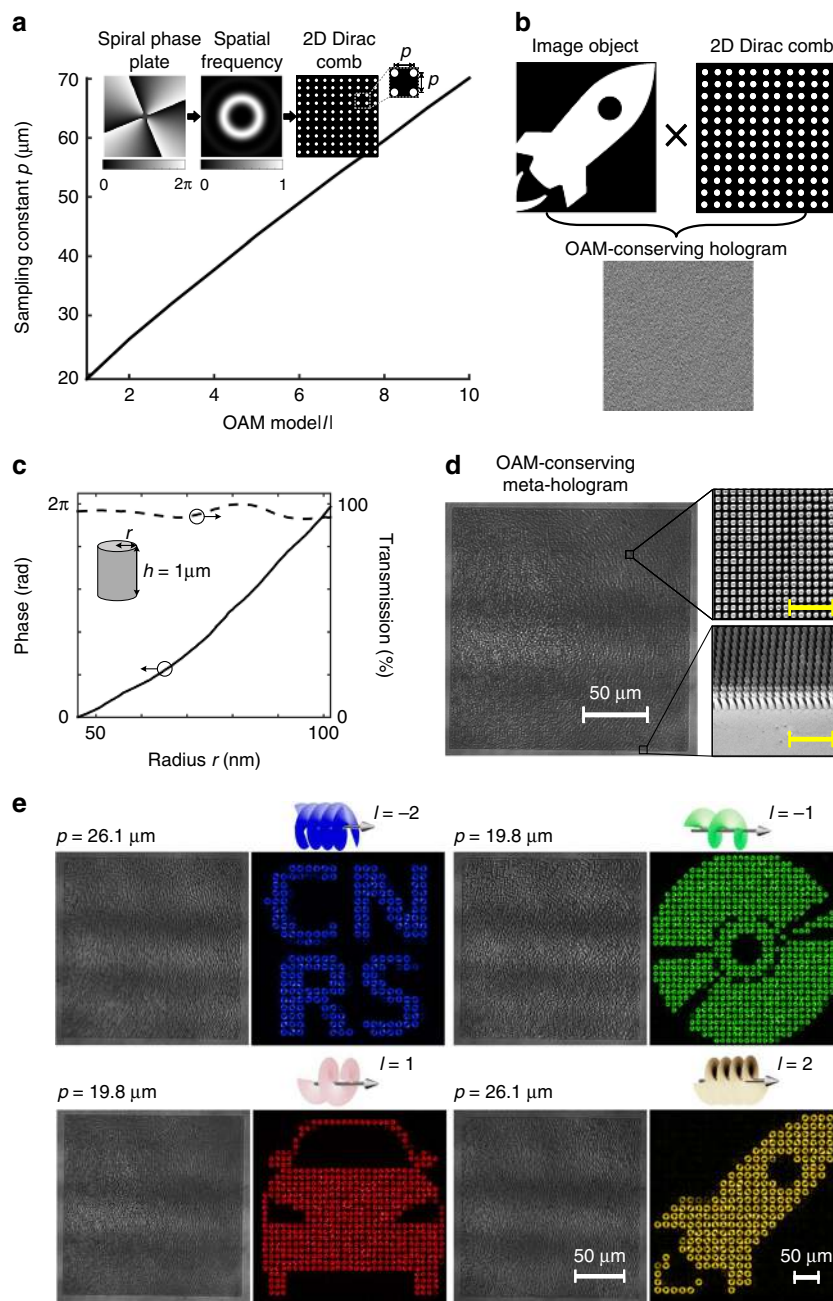 a
Spiral phase plate
Spatial frequency
2D Dirac comb
p
p
0 2π
0 1
70
60
50
40
30
20
Sampling constant p (μm)
2 4 6 8 10
OAM model l l
b
Image object
2D Dirac comb
×
OAM-conserving hologram
c
2π
0
Phase (rad)
r
h = 1μm
100
0
Transmission (%)
50 100
Radius r (nm)
d
OAM-conserving
meta-hologram
50 μm
e
p = 26.1 μm
l = –2
CN
RS
p = 19.8 μm
l = –1
p = 19.8 μm
l = 1
p = 26.1 μm
l = 2
50 μm
50 μm